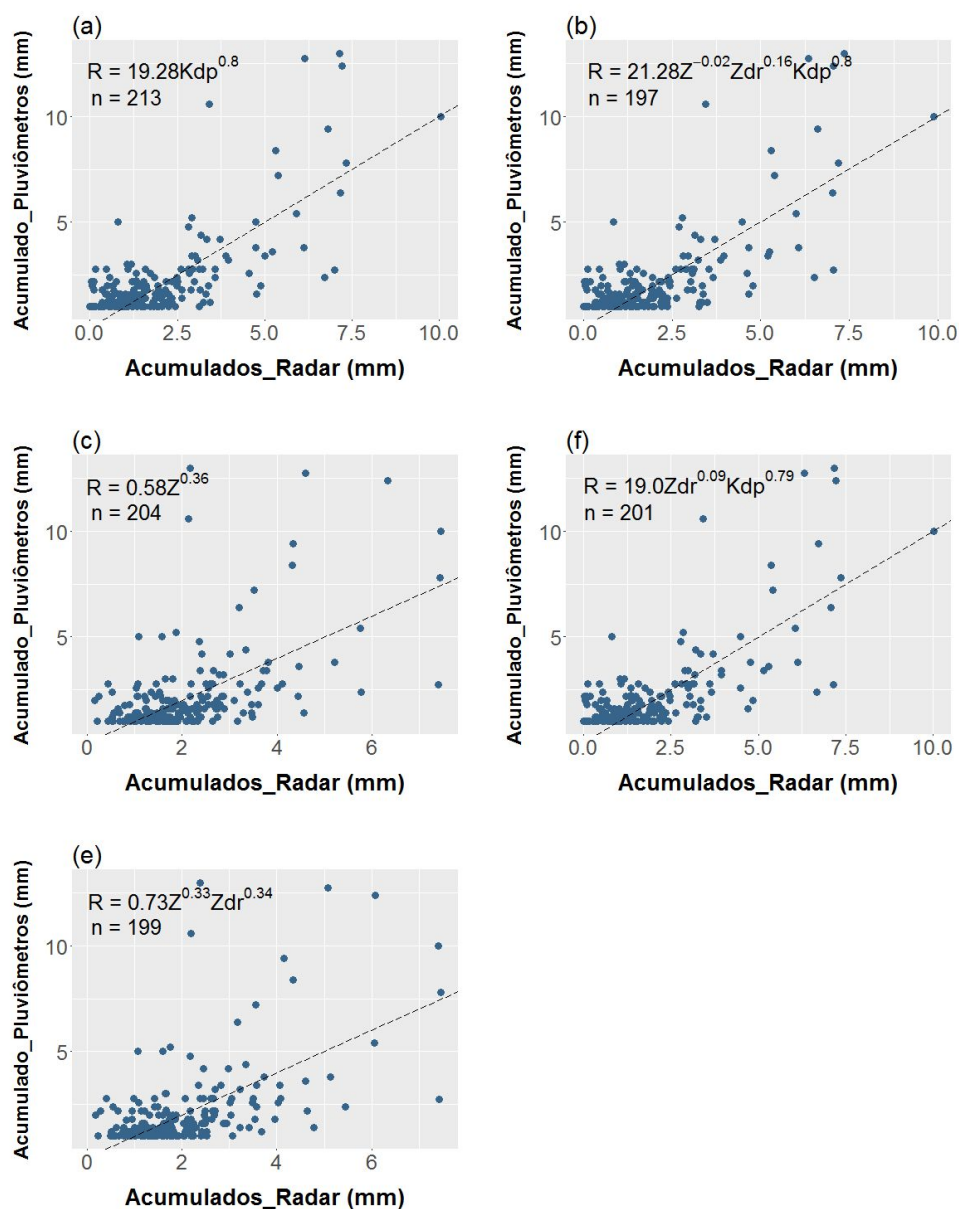 (a)
R = 19.28Kdp^0.8
n = 213
Acumulado_Pluviômetros (mm)
10
5
0.0 2.5 5.0 7.5 10.0
Acumulados_Radar (mm)
(b)
R = 21.28Z^−0.02Zdr^0.16Kdp^0.8
n = 197
Acumulado_Pluviômetros (mm)
10
5
0.0 2.5 5.0 7.5 10.0
Acumulados_Radar (mm)
(c)
R = 0.58Z^0.36
n = 204
Acumulado_Pluviômetros (mm)
10
5
0 2 4 6
Acumulados_Radar (mm)
(f)
R = 19.0Zdr^0.09Kdp^0.79
n = 201
Acumulado_Pluviômetros (mm)
10
5
0.0 2.5 5.0 7.5 10.0
Acumulados_Radar (mm)
(e)
R = 0.73Z^0.33Zdr^0.34
n = 199
Acumulado_Pluviômetros (mm)
10
5
0 2 4 6
Acumulados_Radar (mm)